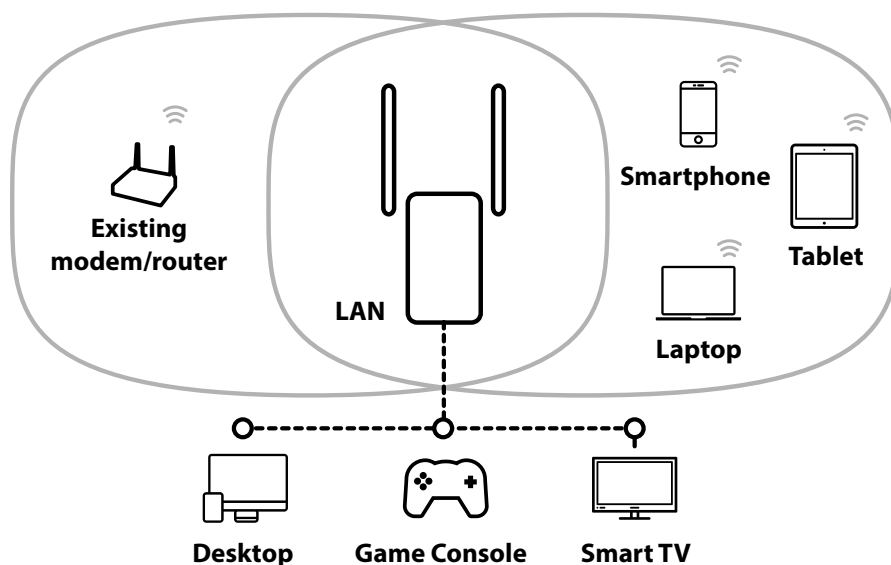 Smartphone
Existing
modem/router
Tablet
LAN
Laptop
Desktop
Game Console
Smart TV